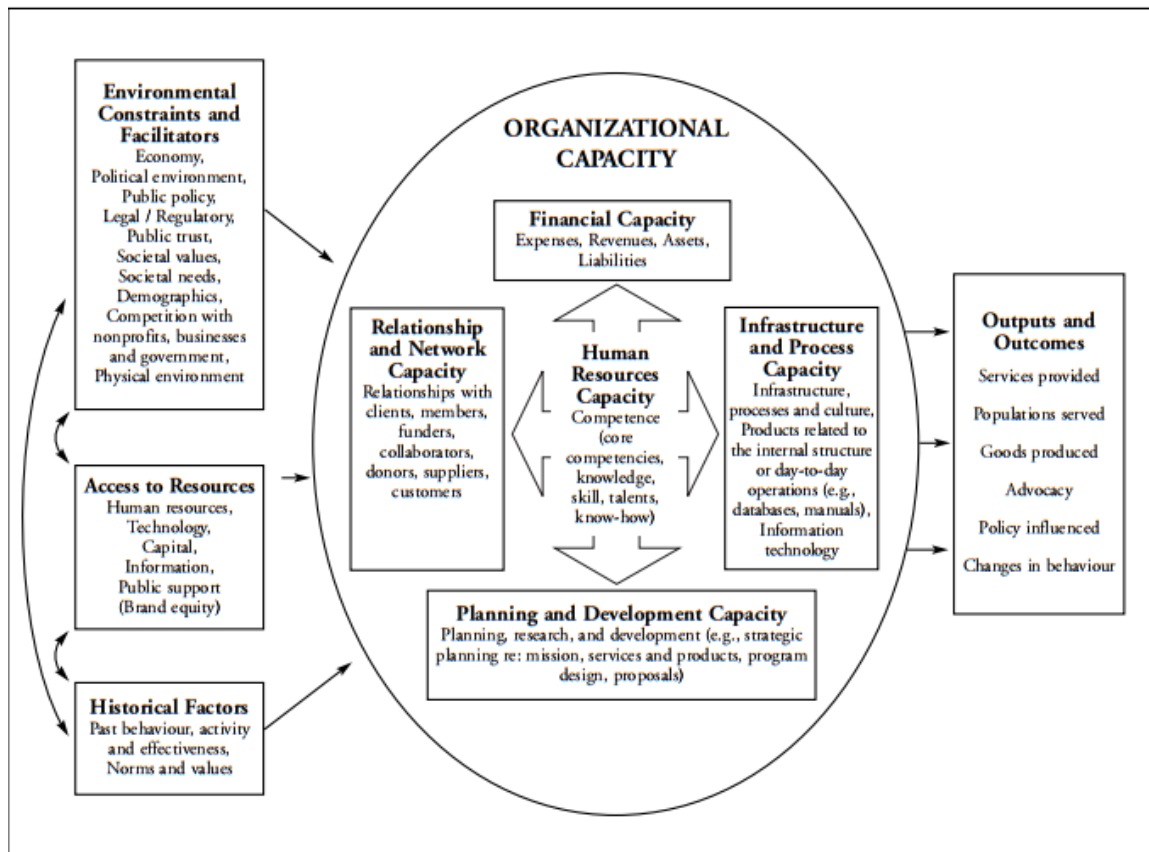 Environmental
Constraints and
Facilitators
Economy,
Political environment,
Public policy,
Legal / Regulatory,
Public trust,
Societal values,
Societal needs,
Demographics,
Competition with
nonprofits, businesses
and government,
Physical environment
Access to Resources
Human resources,
Technology,
Capital,
Information,
Public support
(Brand equity)
Historical Factors
Past behaviour, activity
and effectiveness,
Norms and values
ORGANIZATIONAL
CAPACITY
Financial Capacity
Expenses, Revenues, Assets,
Liabilities
Relationship
and Network
Capacity
Relationships with
clients, members,
funders,
collaborators,
donors, suppliers,
customers
Human
Resources
Capacity
Competence
(core
competencies,
knowledge,
skill, talents,
know-how)
Infrastructure
and Process
Capacity
Infrastructure,
processes and culture,
Products related to
the internal structure
or day-to-day
operations (e.g.,
databases, manuals),
Information
technology
Planning and Development Capacity
Planning, research, and development (e.g., strategic
planning re: mission, services and products, program
design, proposals)
Outputs and
Outcomes
Services provided
Populations served
Goods produced
Advocacy
Policy influenced
Changes in behaviour